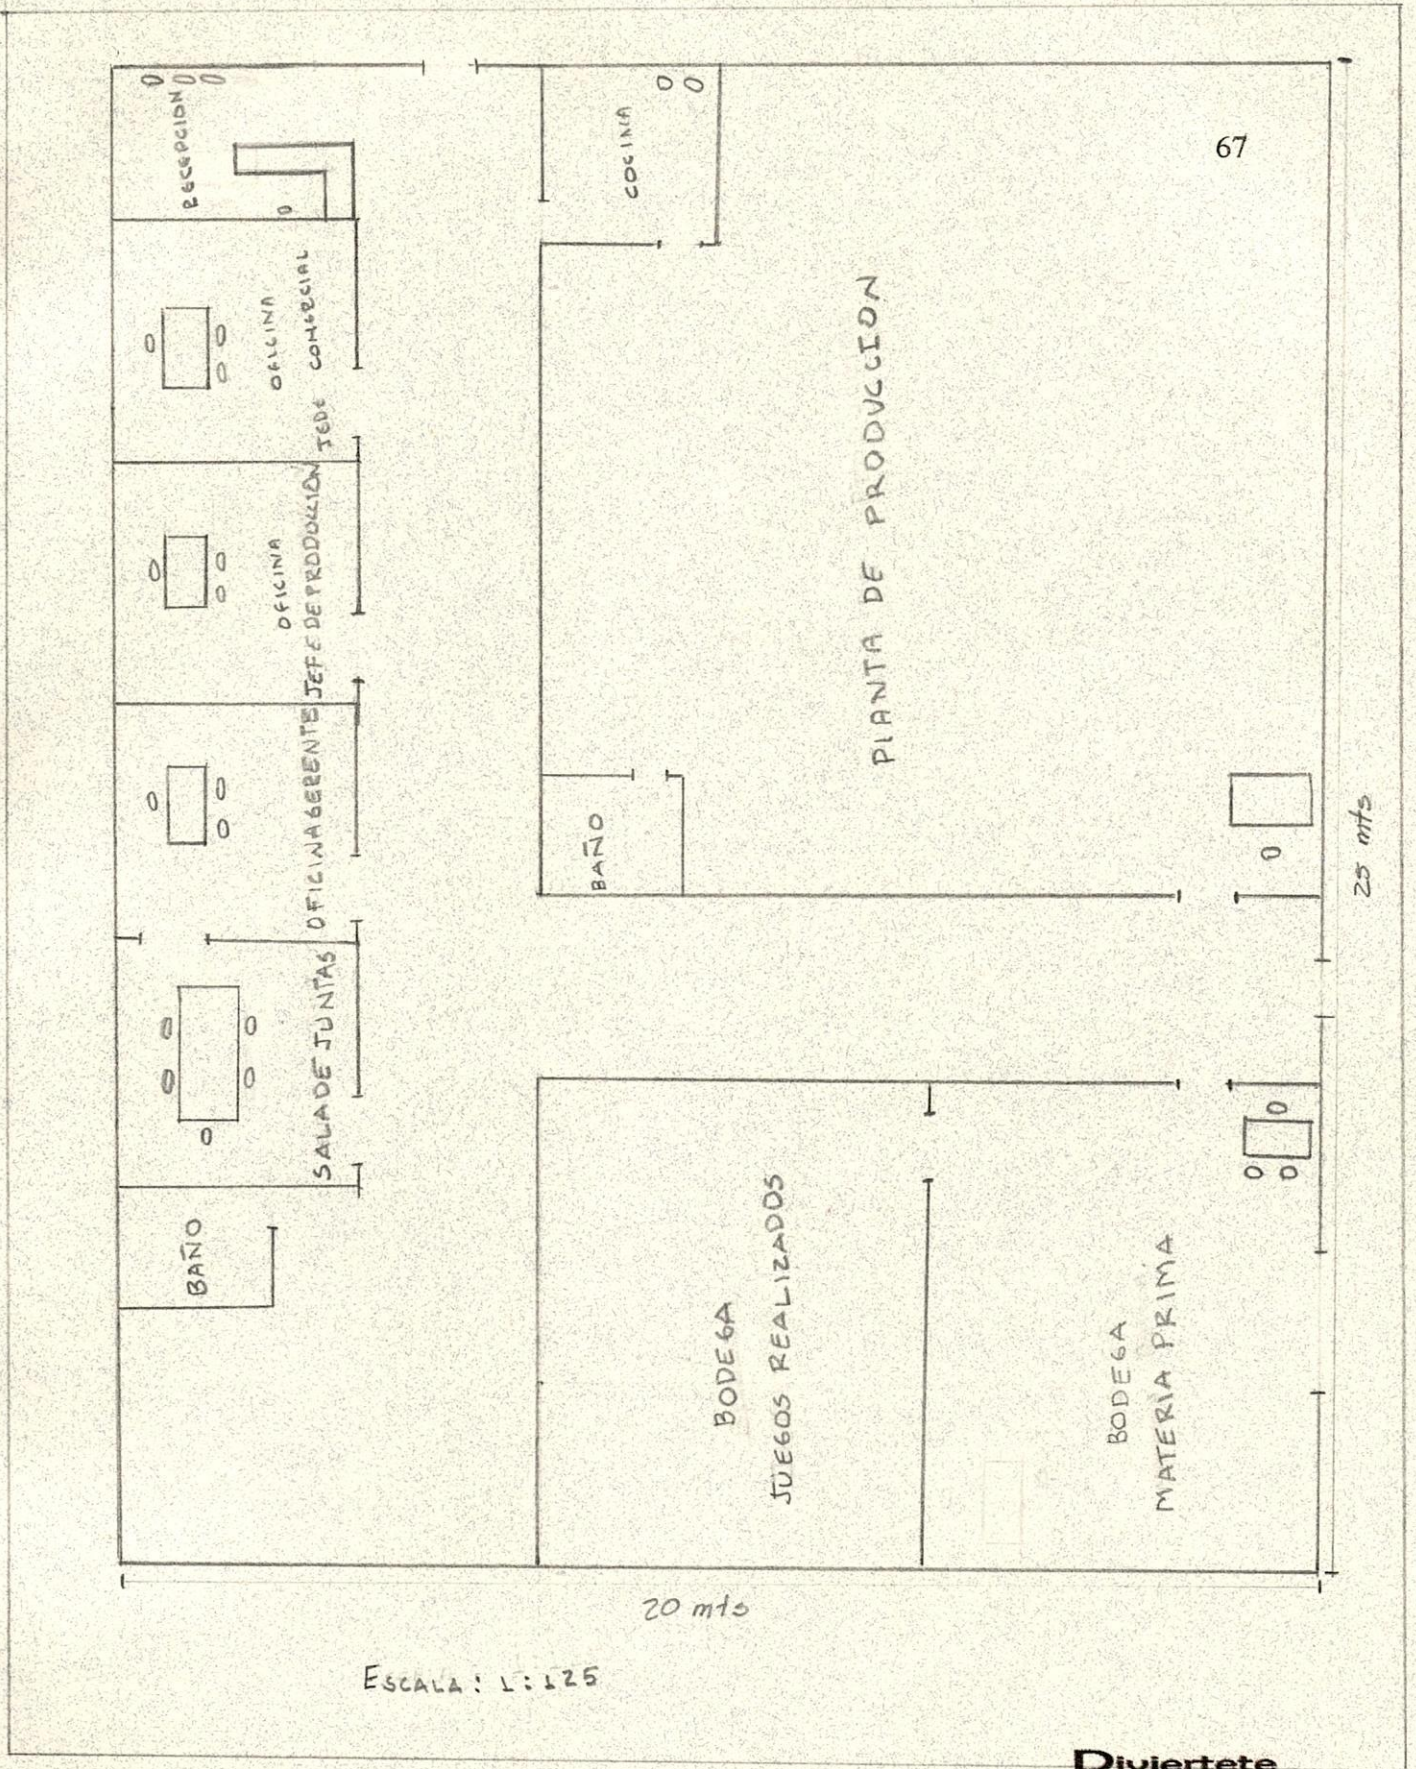 67
RECEPCION
COCINA
OFICINA
JEDE COMERCIAL
OFICINA
JEFE DE PRODUCCION
PLANTA DE PRODUCCION
OFICINA GERENTE
BAÑO
25 mts
SALA DE JUNTAS
BAÑO
BODEGA
JUEGOS REALIZADOS
BODEGA
MATERIA PRIMA
20 mts
ESCALA: 1:125
Diviertete